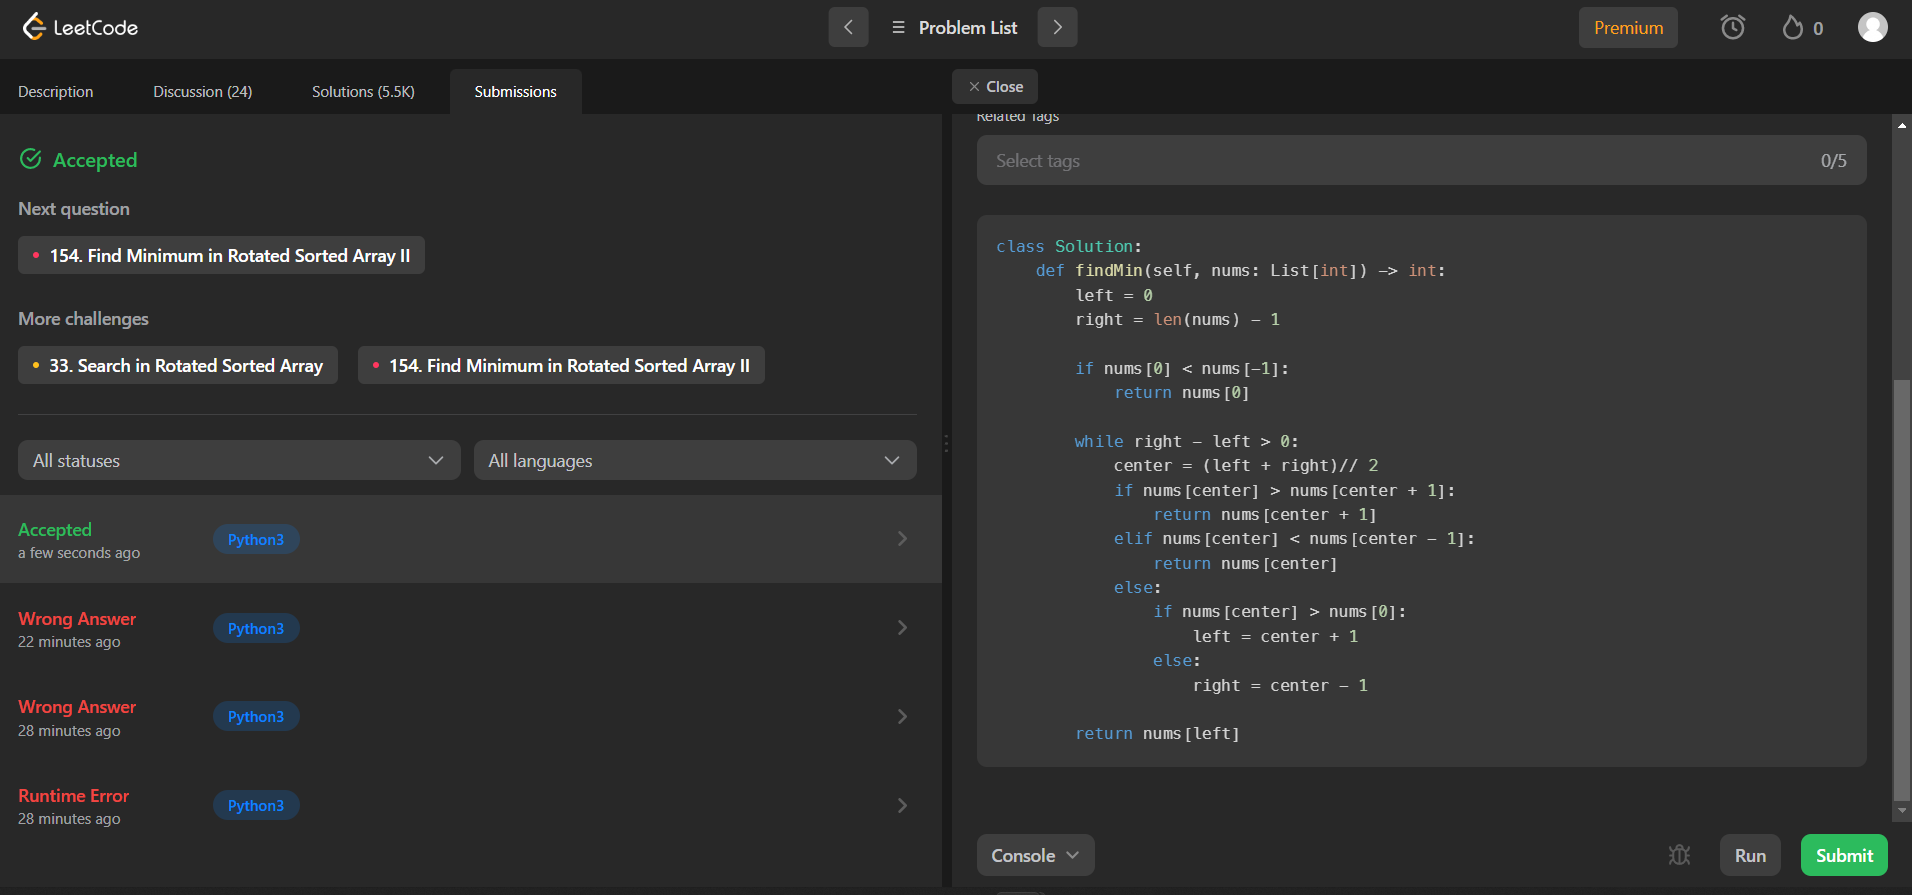 LeetCode
Problem List
Premium
0
Description
Discussion (24)
Solutions (5.5K)
Submissions
Close
Accepted
Next question
154. Find Minimum in Rotated Sorted Array II
More challenges
33. Search in Rotated Sorted Array
154. Find Minimum in Rotated Sorted Array II
All statuses
All languages
Accepted
a few seconds ago
Python3
Wrong Answer
22 minutes ago
Python3
Wrong Answer
28 minutes ago
Python3
Runtime Error
28 minutes ago
Python3
Related Tags
Select tags
0/5
class Solution:
    def findMin(self, nums: List[int]) -> int:
        left = 0
        right = len(nums) - 1
        if nums[0] < nums[-1]:
            return nums[0]
        while right - left > 0:
            center = (left + right)// 2
            if nums[center] > nums[center + 1]:
                return nums[center + 1]
            elif nums[center] < nums[center - 1]:
                return nums[center]
            else:
                if nums[center] > nums[0]:
                    left = center + 1
                else:
                    right = center - 1
        return nums[left]
Console
Run
Submit